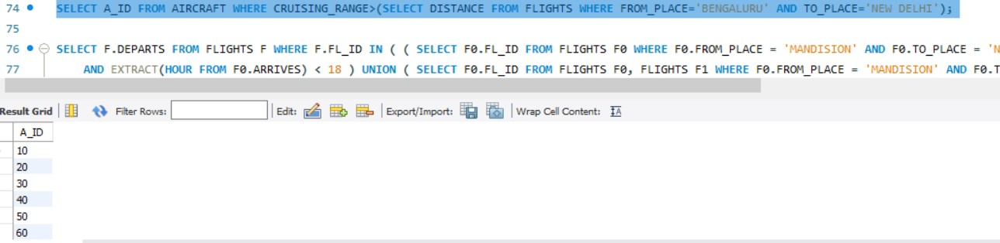 74 SELECT A_ID FROM AIRCRAFT WHERE CRUISING_RANGE>(SELECT DISTANCE FROM FLIGHTS WHERE FROM_PLACE='BENGALURU' AND TO_PLACE='NEW DELHI');
75
76 SELECT F.DEPARTS FROM FLIGHTS F WHERE F.FL_ID IN ( ( SELECT F0.FL_ID FROM FLIGHTS F0 WHERE F0.FROM_PLACE = 'MANDISION' AND F0.TO_PLACE = 'N
77 AND EXTRACT(HOUR FROM F0.ARRIVES) < 18 ) UNION ( SELECT F0.FL_ID FROM FLIGHTS F0, FLIGHTS F1 WHERE F0.FROM_PLACE = 'MANDISION' AND F0.T
Result Grid Filter Rows: Edit: Export/Import: Wrap Cell Content: IA
A_ID
10
20
30
40
50
60